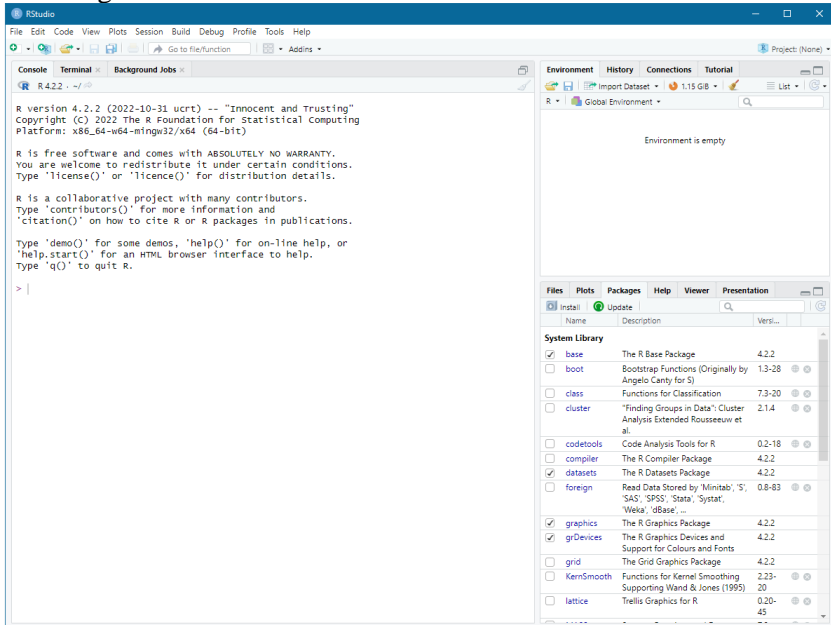 RStudio
File Edit Code View Plots Session Build Debug Profile Tools Help
Go to file/function
Addins
Project: (None)
Console Terminal Background Jobs
R 4.2.2 · ~/
R version 4.2.2 (2022-10-31 ucrt) -- "Innocent and Trusting"
Copyright (C) 2022 The R Foundation for Statistical Computing
Platform: x86_64-w64-mingw32/x64 (64-bit)
R is free software and comes with ABSOLUTELY NO WARRANTY.
You are welcome to redistribute it under certain conditions.
Type 'license()' or 'licence()' for distribution details.
R is a collaborative project with many contributors.
Type 'contributors()' for more information and
'citation()' on how to cite R or R packages in publications.
Type 'demo()' for some demos, 'help()' for on-line help, or
'help.start()' for an HTML browser interface to help.
Type 'q()' to quit R.
>
Environment History Connections Tutorial
Import Dataset 1.15 GiB List
R Global Environment
Environment is empty
Files Plots Packages Help Viewer Presentation
Install Update
Name Description Versi...
System Library
base The R Base Package 4.2.2
boot Bootstrap Functions (Originally by 1.3-28
Angelo Canty for S)
class Functions for Classification 7.3-20
cluster "Finding Groups in Data": Cluster 2.1.4
Analysis Extended Rousseeuw et
al.
codetools Code Analysis Tools for R 0.2-18
compiler The R Compiler Package 4.2.2
datasets The R Datasets Package 4.2.2
foreign Read Data Stored by 'Minitab', 'S', 0.8-83
'SAS', 'SPSS', 'Stata', 'Systat',
'Weka', 'dBase', ...
graphics The R Graphics Package 4.2.2
grDevices The R Graphics Devices and 4.2.2
Support for Colours and Fonts
grid The Grid Graphics Package 4.2.2
KernSmooth Functions for Kernel Smoothing 2.23-
Supporting Wand & Jones (1995) 20
lattice Trellis Graphics for R 0.20-
45